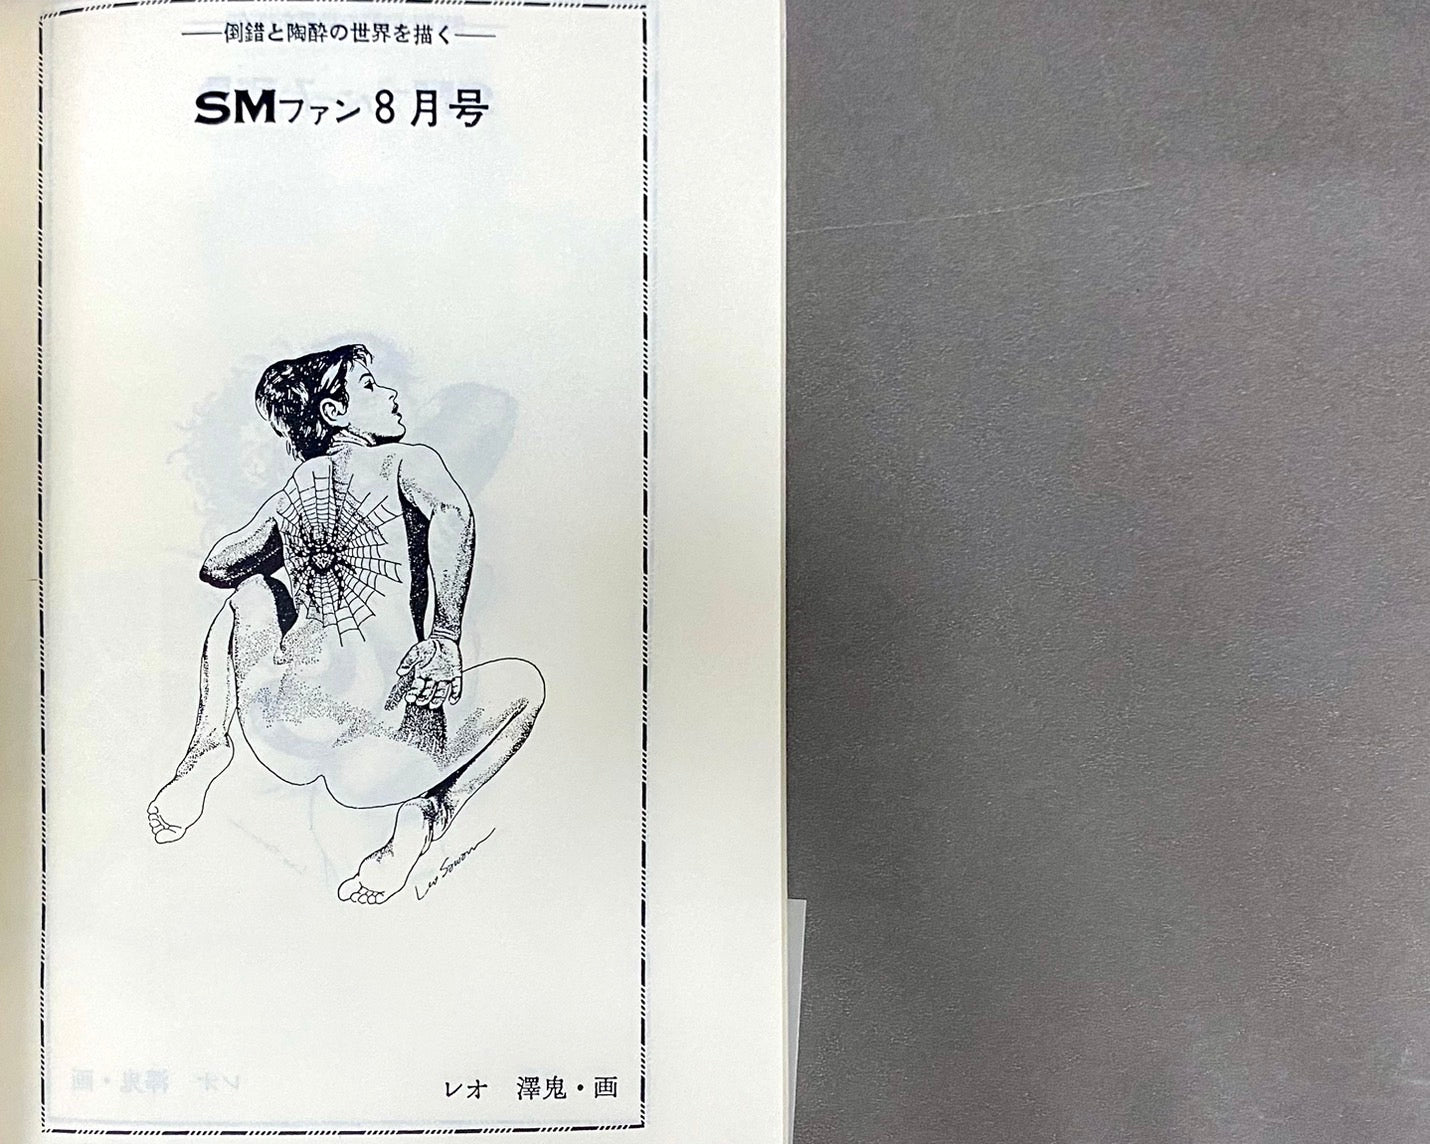 倒錯と陶酔の世界を描く
SMファン8月号
Leo Sawaw
レオ 澤鬼・画